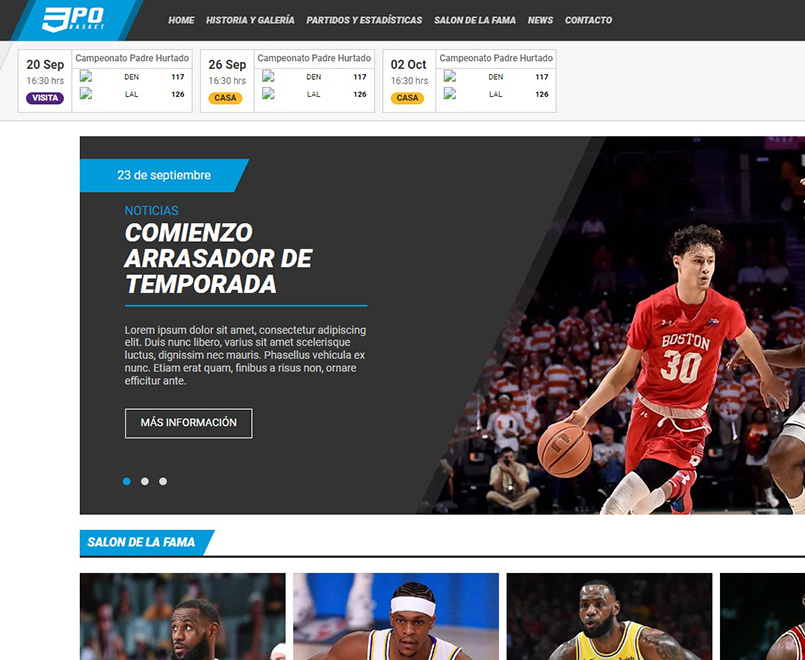 3PO
BASKET
HOME HISTORIA Y GALERÍA PARTIDOS Y ESTADÍSTICAS SALON DE LA FAMA NEWS CONTACTO
20 Sep
16:30 hrs
VISITA
Campeonato Padre Hurtado
DEN 117
LAL 126
26 Sep
16:30 hrs
CASA
Campeonato Padre Hurtado
DEN 117
LAL 126
02 Oct
16:30 hrs
CASA
Campeonato Padre Hurtado
DEN 117
LAL 126
23 de septiembre
NOTICIAS
COMIENZO
ARRASADOR DE
TEMPORADA
Lorem ipsum dolor sit amet, consectetur adipiscing
elit. Duis nunc libero, varius sit amet scelerisque
luctus, dignissim nec mauris. Phasellus vehicula ex
nunc. Etiam erat quam, finibus a risus non, ornare
efficitur ante.
MÁS INFORMACIÓN
BOSTON
30
SALON DE LA FAMA